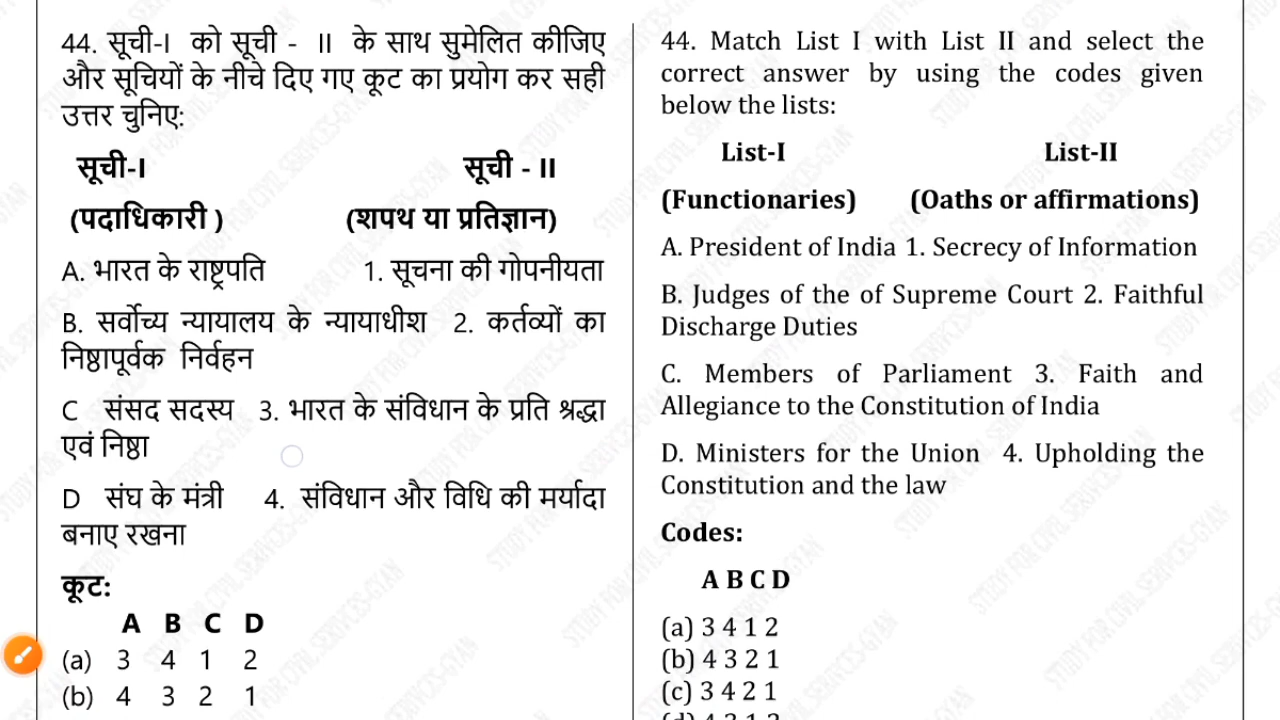 44. सूची-I को सूची - II के साथ सुमेलित कीजिए
और सूचियों के नीचे दिए गए कूट का प्रयोग कर सही
उत्तर चुनिए:
सूची-I सूची - II
(पदाधिकारी ) (शपथ या प्रतिज्ञान)
A. भारत के राष्ट्रपति 1. सूचना की गोपनीयता
B. सर्वोच्य न्यायालय के न्यायाधीश 2. कर्तव्यों का
निष्ठापूर्वक निर्वहन
C संसद सदस्य 3. भारत के संविधान के प्रति श्रद्धा
एवं निष्ठा
D संघ के मंत्री 4. संविधान और विधि की मर्यादा
बनाए रखना
कूट:
A B C D
(a) 3 4 1 2
(b) 4 3 2 1
44. Match List I with List II and select the
correct answer by using the codes given
below the lists:
List-I List-II
(Functionaries) (Oaths or affirmations)
A. President of India 1. Secrecy of Information
B. Judges of the of Supreme Court 2. Faithful
Discharge Duties
C. Members of Parliament 3. Faith and
Allegiance to the Constitution of India
D. Ministers for the Union 4. Upholding the
Constitution and the law
Codes:
A B C D
(a) 3 4 1 2
(b) 4 3 2 1
(c) 3 4 2 1
STUDY FOR CIVIL SERVICES-GYAN